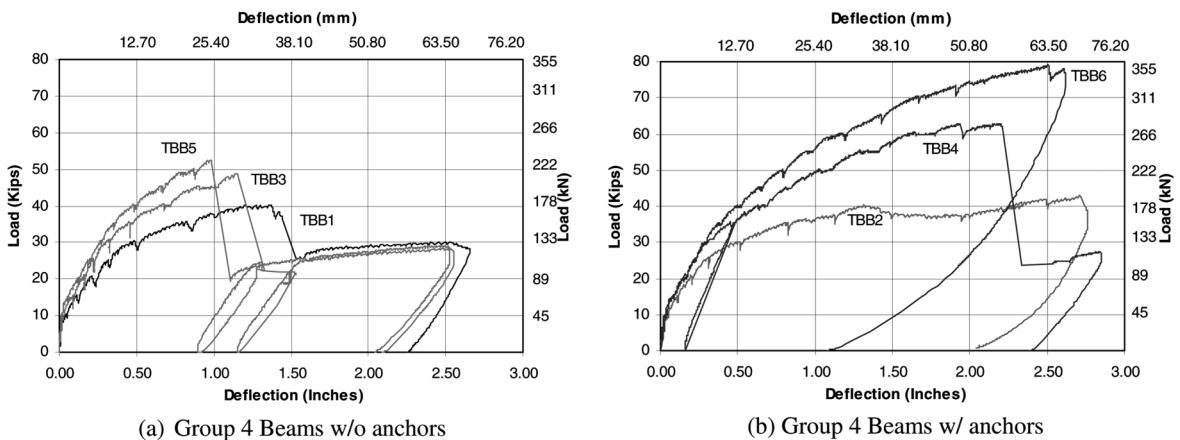 Deflection (mm)
12.70 25.40 38.10 50.80 63.50 76.20
80 355
70 311
60 266
50 222
40 178
30 133
20 89
10 45
0
Load (Kips)
Load (kN)
TBB5
TBB3
TBB1
0.00 0.50 1.00 1.50 2.00 2.50 3.00
Deflection (Inches)
(a) Group 4 Beams w/o anchors
Deflection (mm)
12.70 25.40 38.10 50.80 63.50 76.20
80 355
70 311
60 266
50 222
40 178
30 133
20 89
10 45
0
Load (Kips)
Load (kN)
TBB6
TBB4
TBB2
0.00 0.50 1.00 1.50 2.00 2.50 3.00
Deflection (Inches)
(b) Group 4 Beams w/ anchors